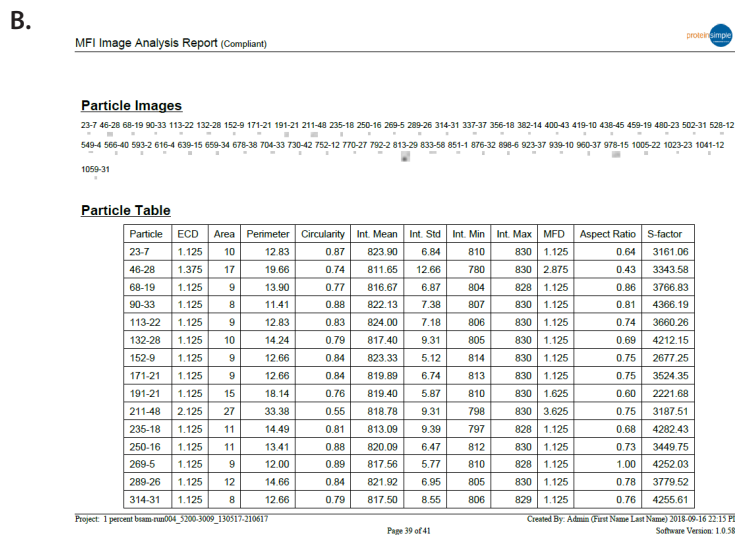 B.
MFI Image Analysis Report (Compliant)
proteinsimple
Particle Images
23-7 46-28 68-19 90-33 113-22 132-28 152-9 171-21 191-21 211-48 235-18 250-16 269-5 289-26 314-31 337-37 356-18 382-14 400-43 419-10 438-45 459-19 480-23 502-31 528-12
549-4 566-40 593-2 616-4 639-15 659-34 678-38 704-33 730-42 752-12 770-27 792-2 813-29 833-58 851-1 876-32 898-6 923-37 939-10 960-37 978-15 1005-22 1023-23 1041-12
1059-31
Particle Table
Particle ECD Area Perimeter Circularity Int. Mean Int. Std Int. Min Int. Max MFD Aspect Ratio S-factor
23-7 1.125 10 12.83 0.87 823.90 6.84 810 830 1.125 0.64 3161.06
46-28 1.375 17 19.66 0.74 811.65 12.66 780 830 2.875 0.43 3343.58
68-19 1.125 9 13.90 0.77 816.67 6.87 804 828 1.125 0.86 3766.83
90-33 1.125 8 11.41 0.88 822.13 7.38 807 830 1.125 0.81 4366.19
113-22 1.125 9 12.83 0.83 824.00 7.18 806 830 1.125 0.74 3660.26
132-28 1.125 10 14.24 0.79 817.40 9.31 805 830 1.125 0.69 4212.15
152-9 1.125 9 12.66 0.84 823.33 5.12 814 830 1.125 0.75 2677.25
171-21 1.125 9 12.66 0.84 819.89 6.74 813 830 1.125 0.75 3524.35
191-21 1.125 15 18.14 0.76 819.40 5.87 810 830 1.625 0.60 2221.68
211-48 2.125 27 33.38 0.55 818.78 9.31 798 830 3.625 0.75 3187.51
235-18 1.125 11 14.49 0.81 813.09 9.39 797 828 1.125 0.68 4282.43
250-16 1.125 11 13.41 0.88 820.09 6.47 812 830 1.125 0.73 3449.75
269-5 1.125 9 12.00 0.89 817.56 5.77 810 828 1.125 1.00 4252.03
289-26 1.125 12 14.66 0.84 821.92 6.95 805 830 1.125 0.78 3779.52
314-31 1.125 8 12.66 0.79 817.50 8.55 806 829 1.125 0.76 4255.61
Project: 1 percent bsam-run004_5200-3009_130517-210617 Created By: Admin (First Name Last Name) 2018-09-16 22:15 P
Page 39 of 41 Software Version: 1.0.58